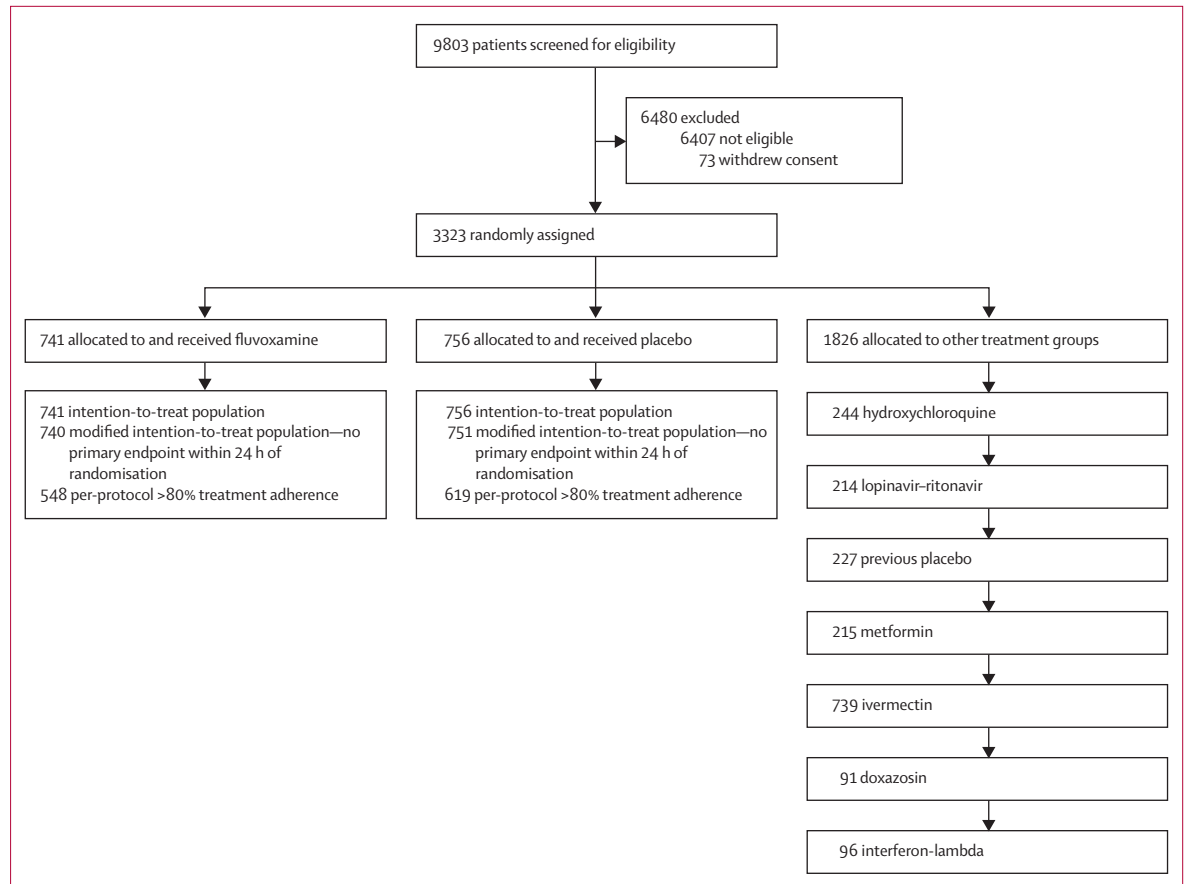 9803 patients screened for eligibility
6480 excluded
6407 not eligible
73 withdrew consent
3323 randomly assigned
741 allocated to and received fluvoxamine
756 allocated to and received placebo
1826 allocated to other treatment groups
741 intention-to-treat population
740 modified intention-to-treat population—no
primary endpoint within 24 h of
randomisation
548 per-protocol >80% treatment adherence
756 intention-to-treat population
751 modified intention-to-treat population—no
primary endpoint within 24 h of
randomisation
619 per-protocol >80% treatment adherence
244 hydroxychloroquine
214 lopinavir–ritonavir
227 previous placebo
215 metformin
739 ivermectin
91 doxazosin
96 interferon-lambda